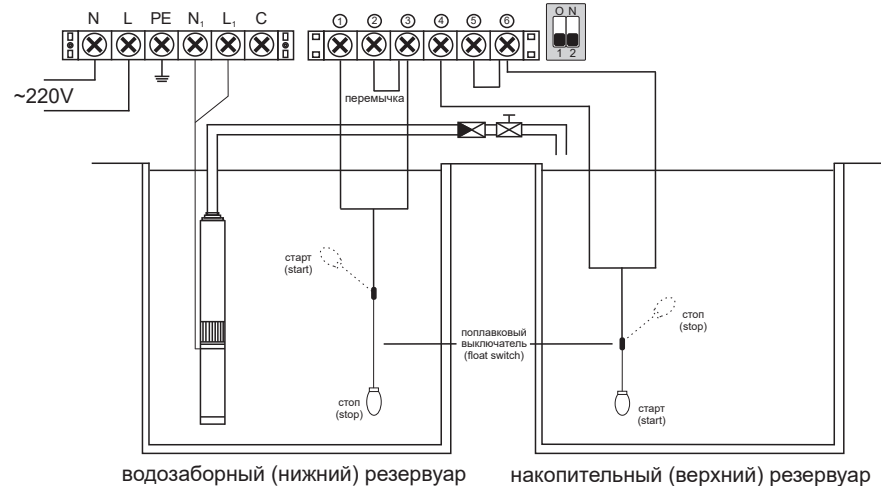 N L PE N₁ L₁ C
① ② ③ ④ ⑤ ⑥
ON
1 2
~220V
перемычка
старт
(start)
стоп
(stop)
поплавковый
выключатель
(float switch)
стоп
(stop)
старт
(start)
водозаборный (нижний) резервуар
накопительный (верхний) резервуар